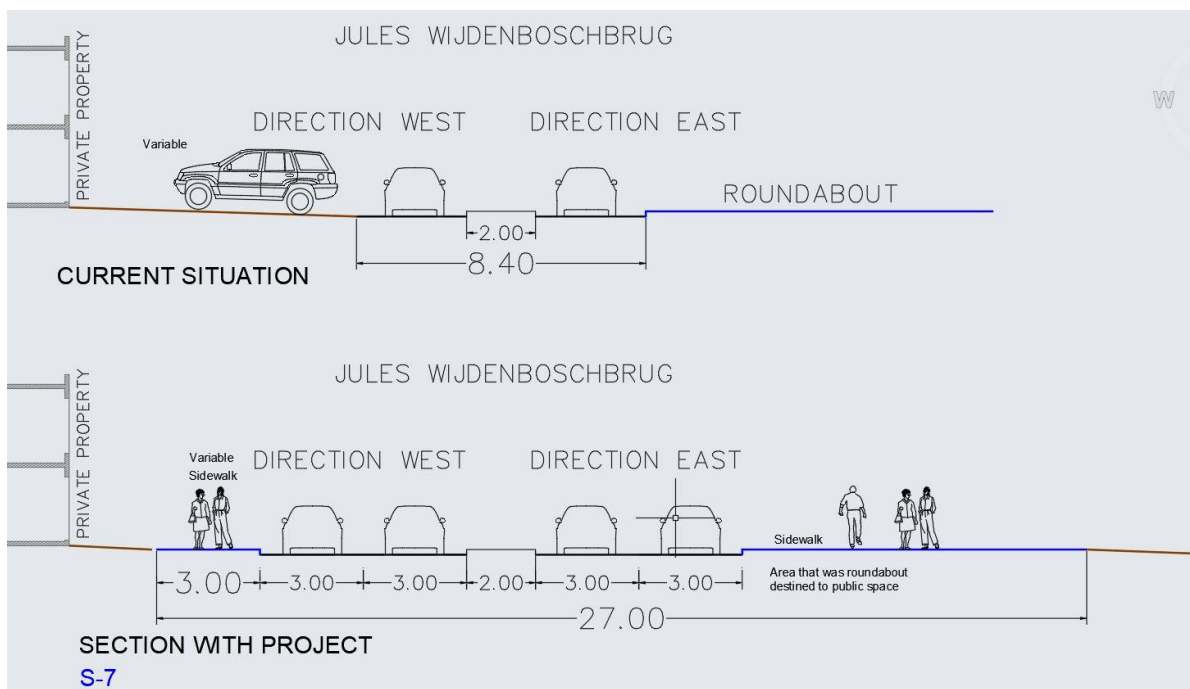 JULES WIJDENBOSCHBRUG
W
PRIVATE PROPERTY
DIRECTION WEST
DIRECTION EAST
Variable
ROUNDABOUT
2.00
8.40
CURRENT SITUATION
JULES WIJDENBOSCHBRUG
PRIVATE PROPERTY
Variable
Sidewalk
DIRECTION WEST
DIRECTION EAST
Sidewalk
3.00
3.00
3.00
2.00
3.00
3.00
Area that was roundabout
destined to public space
27.00
SECTION WITH PROJECT
S-7